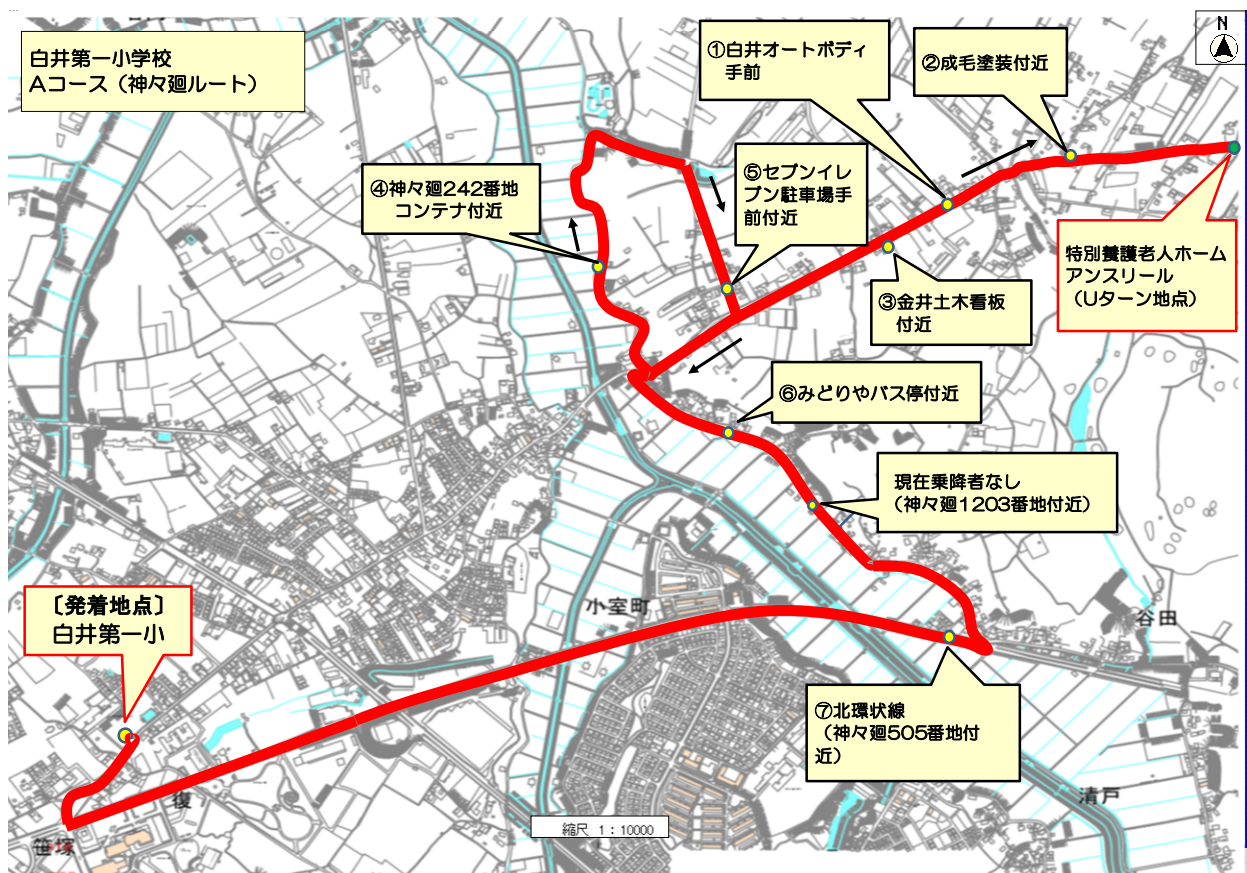 白井第一小学校
Aコース（神々廻ルート）
①白井オートボディ
手前
②成毛塗装付近
N
④神々廻242番地
コンテナ付近
⑤セブンイレ
ブン駐車場手
前付近
特別養護老人ホーム
アンスリール
（Uターン地点）
③金井土木看板
付近
⑥みどりやバス停付近
現在乗降者なし
（神々廻1203番地付近）
〔発着地点〕
白井第一小
小室町
谷田
⑦北環状線
（神々廻505番地付
近）
復
清戸
笹塚
縮尺 1：10000